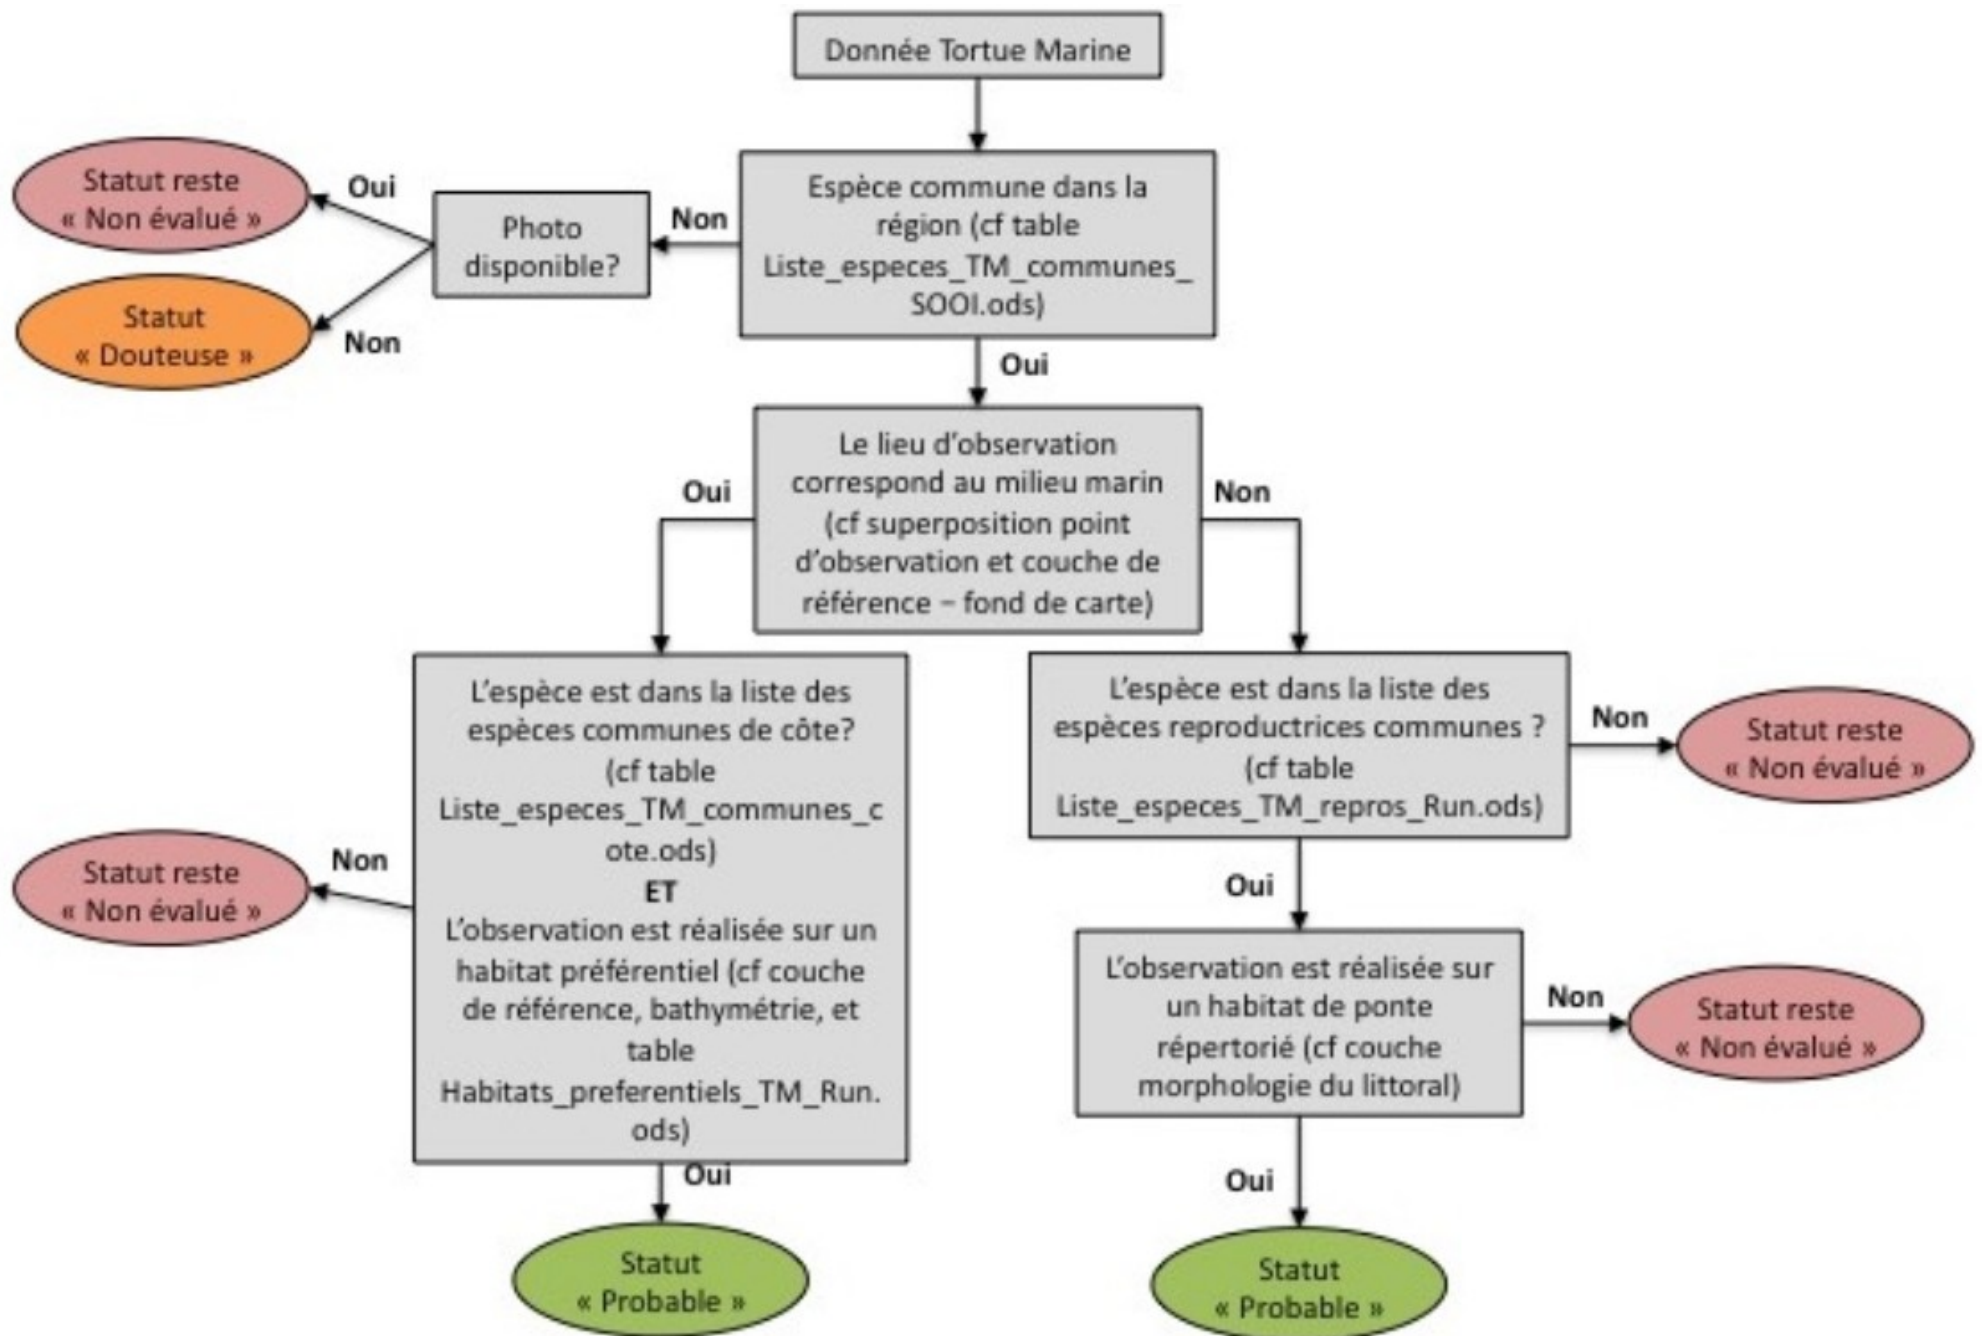 Donnée Tortue Marine
Espèce commune dans la
région (cf table
Liste_especes_TM_communes_
SOOI.ods)
Non
Photo
disponible?
Oui
Statut reste
« Non évalué »
Non
Statut
« Douteuse »
Oui
Le lieu d'observation
correspond au milieu marin
(cf superposition point
d'observation et couche de
référence – fond de carte)
Oui
Non
L'espèce est dans la liste des
espèces communes de côte?
(cf table
Liste_especes_TM_communes_c
ote.ods)
ET
L'observation est réalisée sur un
habitat préférentiel (cf couche
de référence, bathymétrie, et
table
Habitats_preferentiels_TM_Run.
ods)
Non
Statut reste
« Non évalué »
Oui
Statut
« Probable »
L'espèce est dans la liste des
espèces reproductrices communes ?
(cf table
Liste_especes_TM_repros_Run.ods)
Non
Statut reste
« Non évalué »
Oui
L'observation est réalisée sur
un habitat de ponte
répertorié (cf couche
morphologie du littoral)
Non
Statut reste
« Non évalué »
Oui
Statut
« Probable »